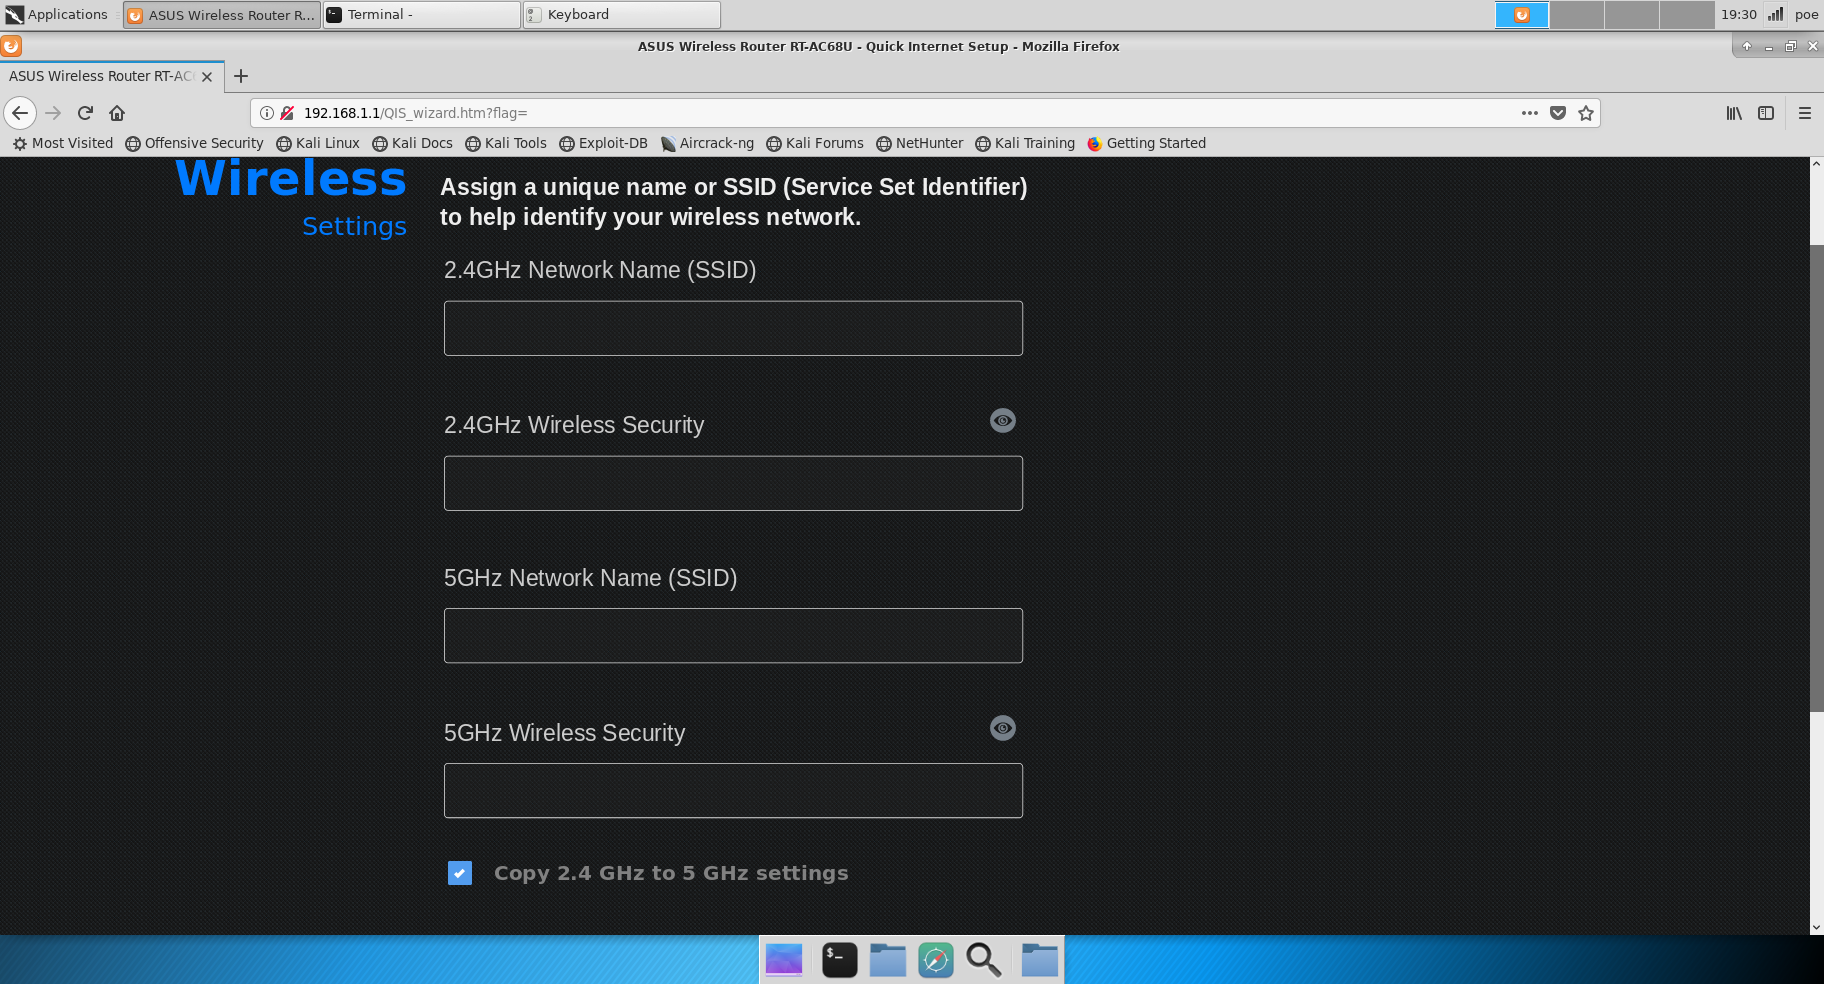 Applications
ASUS Wireless Router R...
Terminal -
Keyboard
19:30
poe
ASUS Wireless Router RT-AC68U - Quick Internet Setup - Mozilla Firefox
ASUS Wireless Router RT-AC
192.168.1.1/QIS_wizard.htm?flag=
Most Visited
Offensive Security
Kali Linux
Kali Docs
Kali Tools
Exploit-DB
Aircrack-ng
Kali Forums
NetHunter
Kali Training
Getting Started
Wireless
Settings
Assign a unique name or SSID (Service Set Identifier)
to help identify your wireless network.
2.4GHz Network Name (SSID)
2.4GHz Wireless Security
5GHz Network Name (SSID)
5GHz Wireless Security
Copy 2.4 GHz to 5 GHz settings
$-